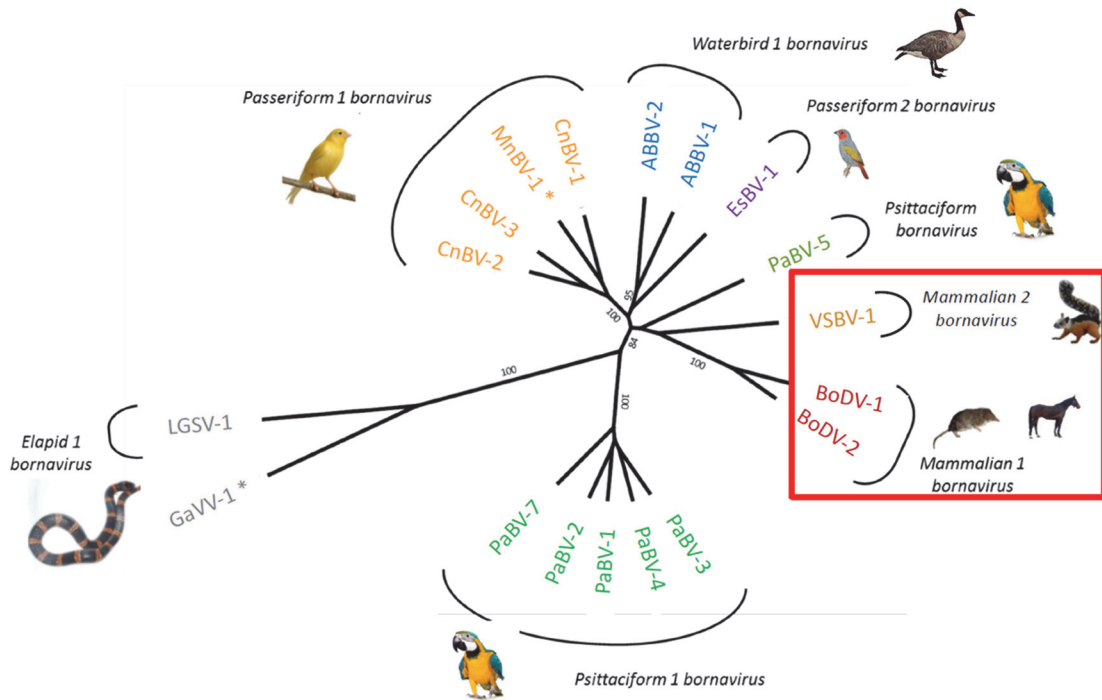 Waterbird 1 bornavirus
Passeriform 1 bornavirus
Passeriform 2 bornavirus
CnBV-1
MnBV-1 *
CnBV-3
CnBV-2
ABBV-2
ABBV-1
EsBV-1
Psittaciform
bornavirus
PaBV-5
VSBV-1
Mammalian 2
bornavirus
95
100
84
100
100
100
BoDV-1
BoDV-2
Mammalian 1
bornavirus
LGSV-1
Elapid 1
bornavirus
GaVV-1 *
PaBV-7
PaBV-2
PaBV-1
PaBV-4
PaBV-3
Psittaciform 1 bornavirus